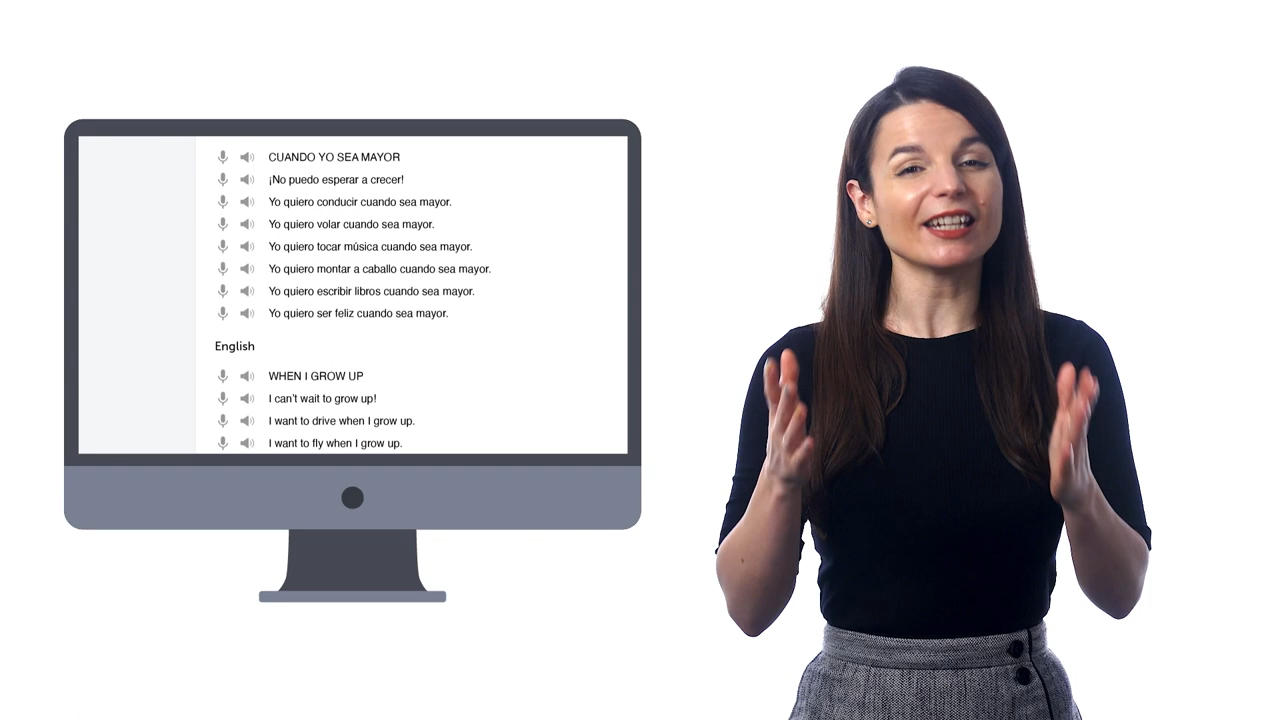 CUANDO YO SEA MAYOR
¡No puedo esperar a crecer!
Yo quiero conducir cuando sea mayor.
Yo quiero volar cuando sea mayor.
Yo quiero tocar música cuando sea mayor.
Yo quiero montar a caballo cuando sea mayor.
Yo quiero escribir libros cuando sea mayor.
Yo quiero ser feliz cuando sea mayor.
English
WHEN I GROW UP
I can't wait to grow up!
I want to drive when I grow up.
I want to fly when I grow up.